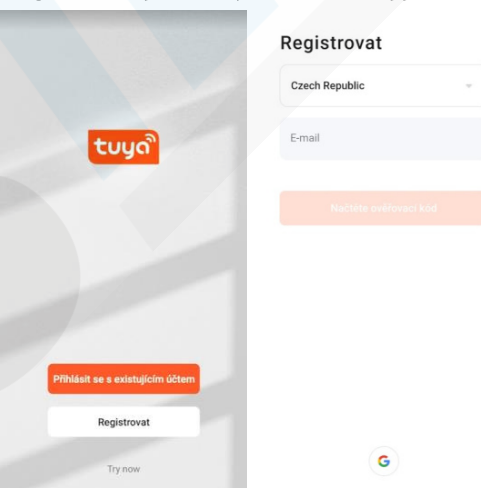 tuya
Přihlásit se s existujícím účtem
Registrovat
Try now
Registrovat
Czech Republic
E-mail
Načtěte ověřovací kód